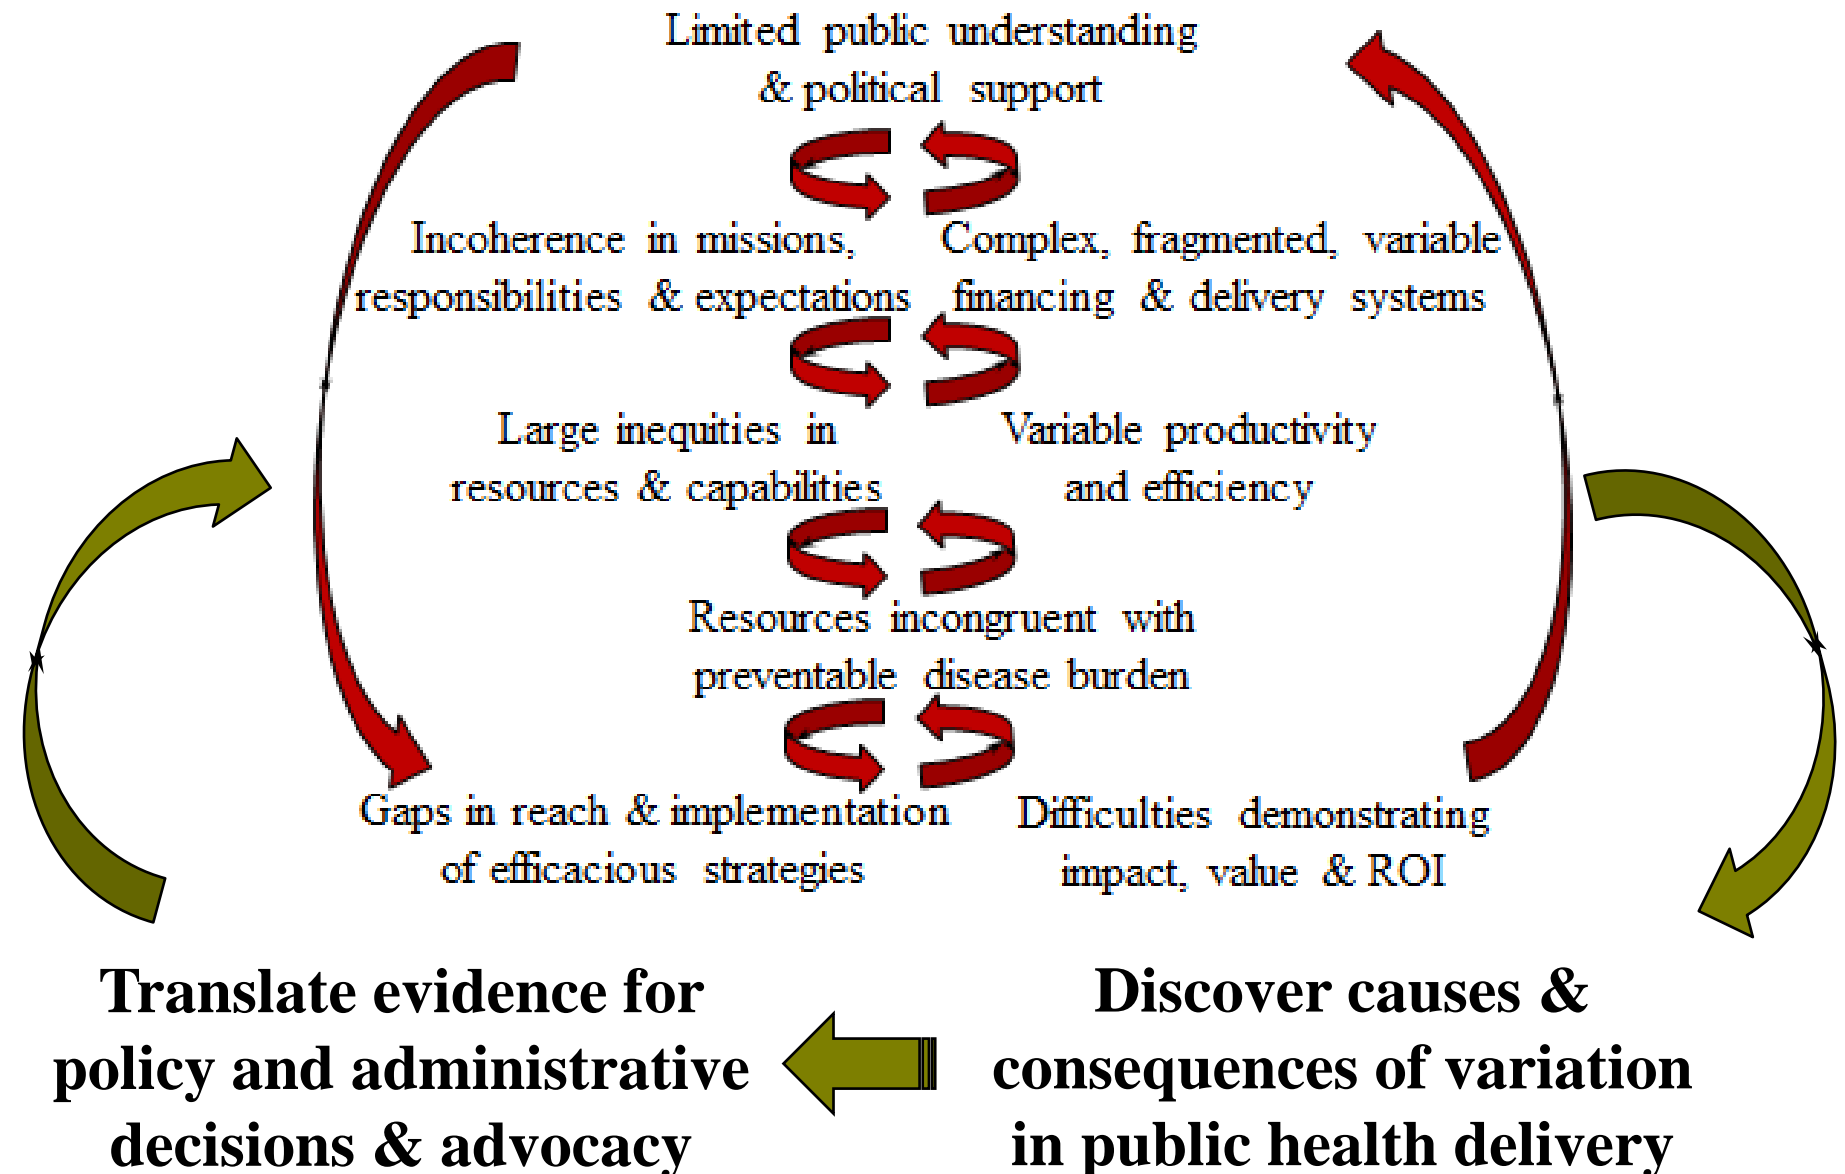 Limited public understanding
& political support
Incoherence in missions,
responsibilities & expectations
Complex, fragmented, variable
financing & delivery systems
Large inequities in
resources & capabilities
Variable productivity
and efficiency
Resources incongruent with
preventable disease burden
Gaps in reach & implementation
of efficacious strategies
Difficulties demonstrating
impact, value & ROI
Translate evidence for
policy and administrative
decisions & advocacy
Discover causes &
consequences of variation
in public health delivery